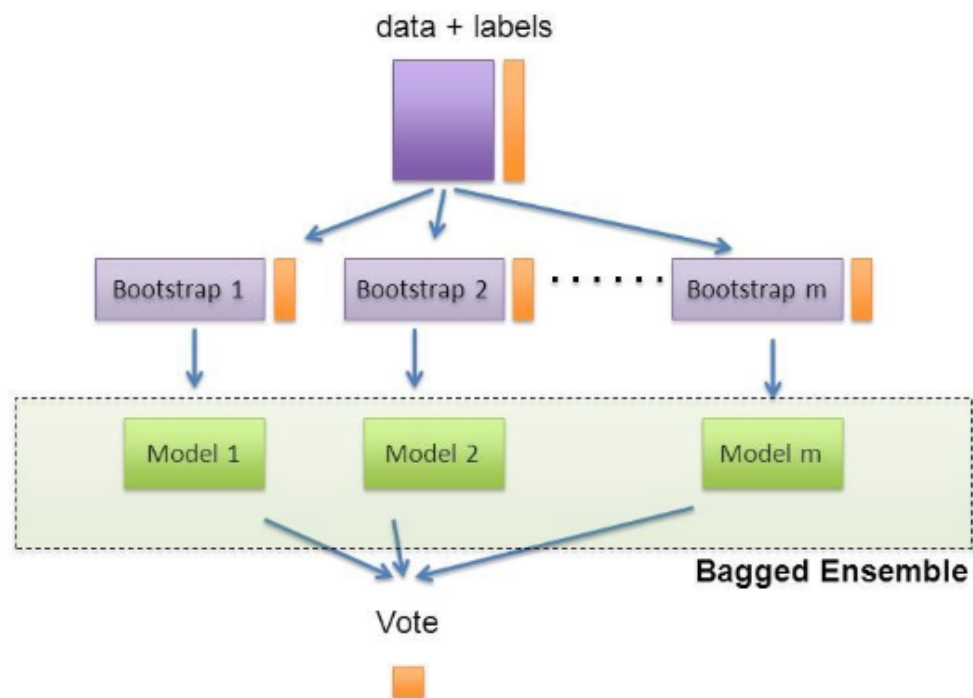 data + labels
Bootstrap 1
Bootstrap 2
......
Bootstrap m
Model 1
Model 2
Model m
Bagged Ensemble
Vote